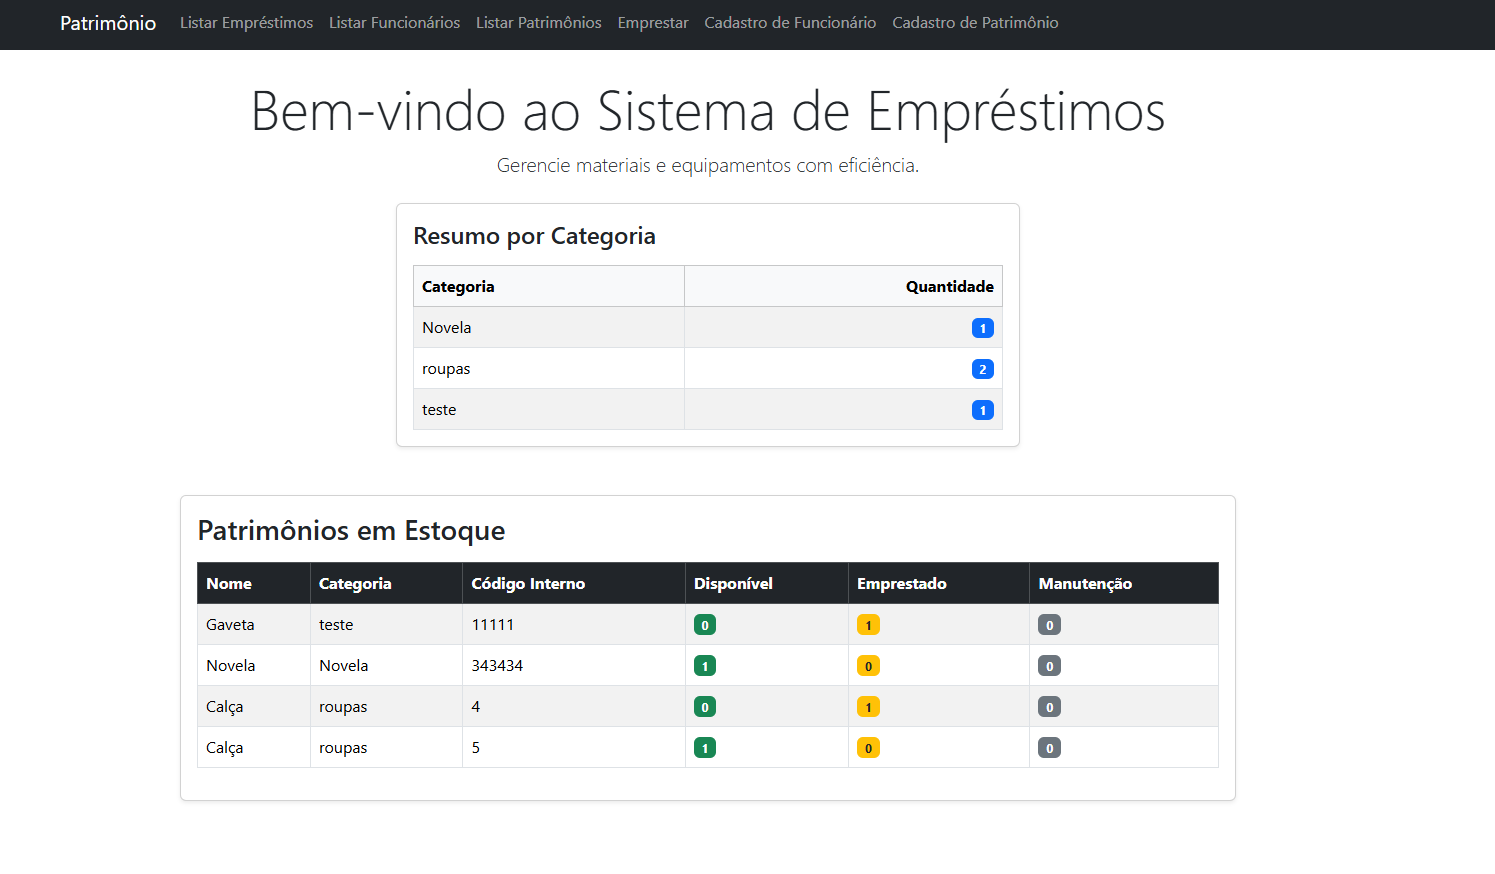 Patrimônio Listar Empréstimos Listar Funcionários Listar Patrimônios Emprestar Cadastro de Funcionário Cadastro de Patrimônio
Bem-vindo ao Sistema de Empréstimos
Gerencie materiais e equipamentos com eficiência.
Resumo por Categoria
Categoria Quantidade
Novela 1
roupas 2
teste 1
Patrimônios em Estoque
Nome Categoria Código Interno Disponível Emprestado Manutenção
Gaveta teste 11111 0 1 0
Novela Novela 343434 1 0 0
Calça roupas 4 0 1 0
Calça roupas 5 1 0 0